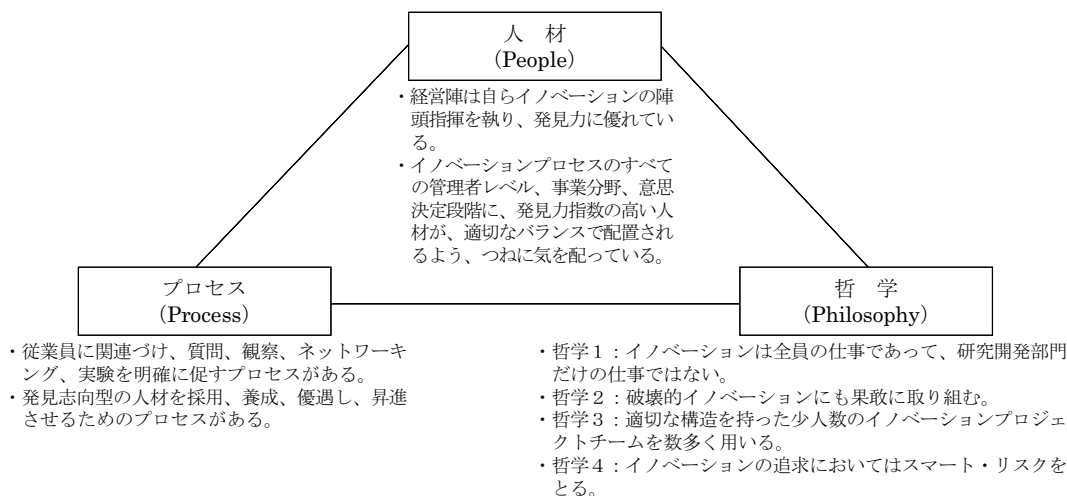 人 材
(People)
・経営陣は自らイノベーションの陣
頭指揮を執り、発見力に優れてい
る。
・イノベーションプロセスのすべて
の管理者レベル、事業分野、意思
決定段階に、発見力指数の高い人
材が、適切なバランスで配置され
るよう、つねに気を配っている。
プロセス
(Process)
・従業員に関連づけ、質問、観察、ネットワーキ
ング、実験を明確に促すプロセスがある。
・発見志向型の人材を採用、養成、優遇し、昇進
させるためのプロセスがある。
哲 学
(Philosophy)
・哲学1：イノベーションは全員の仕事であって、研究開発部門
だけの仕事ではない。
・哲学2：破壊的イノベーションにも果敢に取り組む。
・哲学3：適切な構造を持った少人数のイノベーションプロジェ
クトチームを数多く用いる。
・哲学4：イノベーションの追求においてはスマート・リスクを
とる。